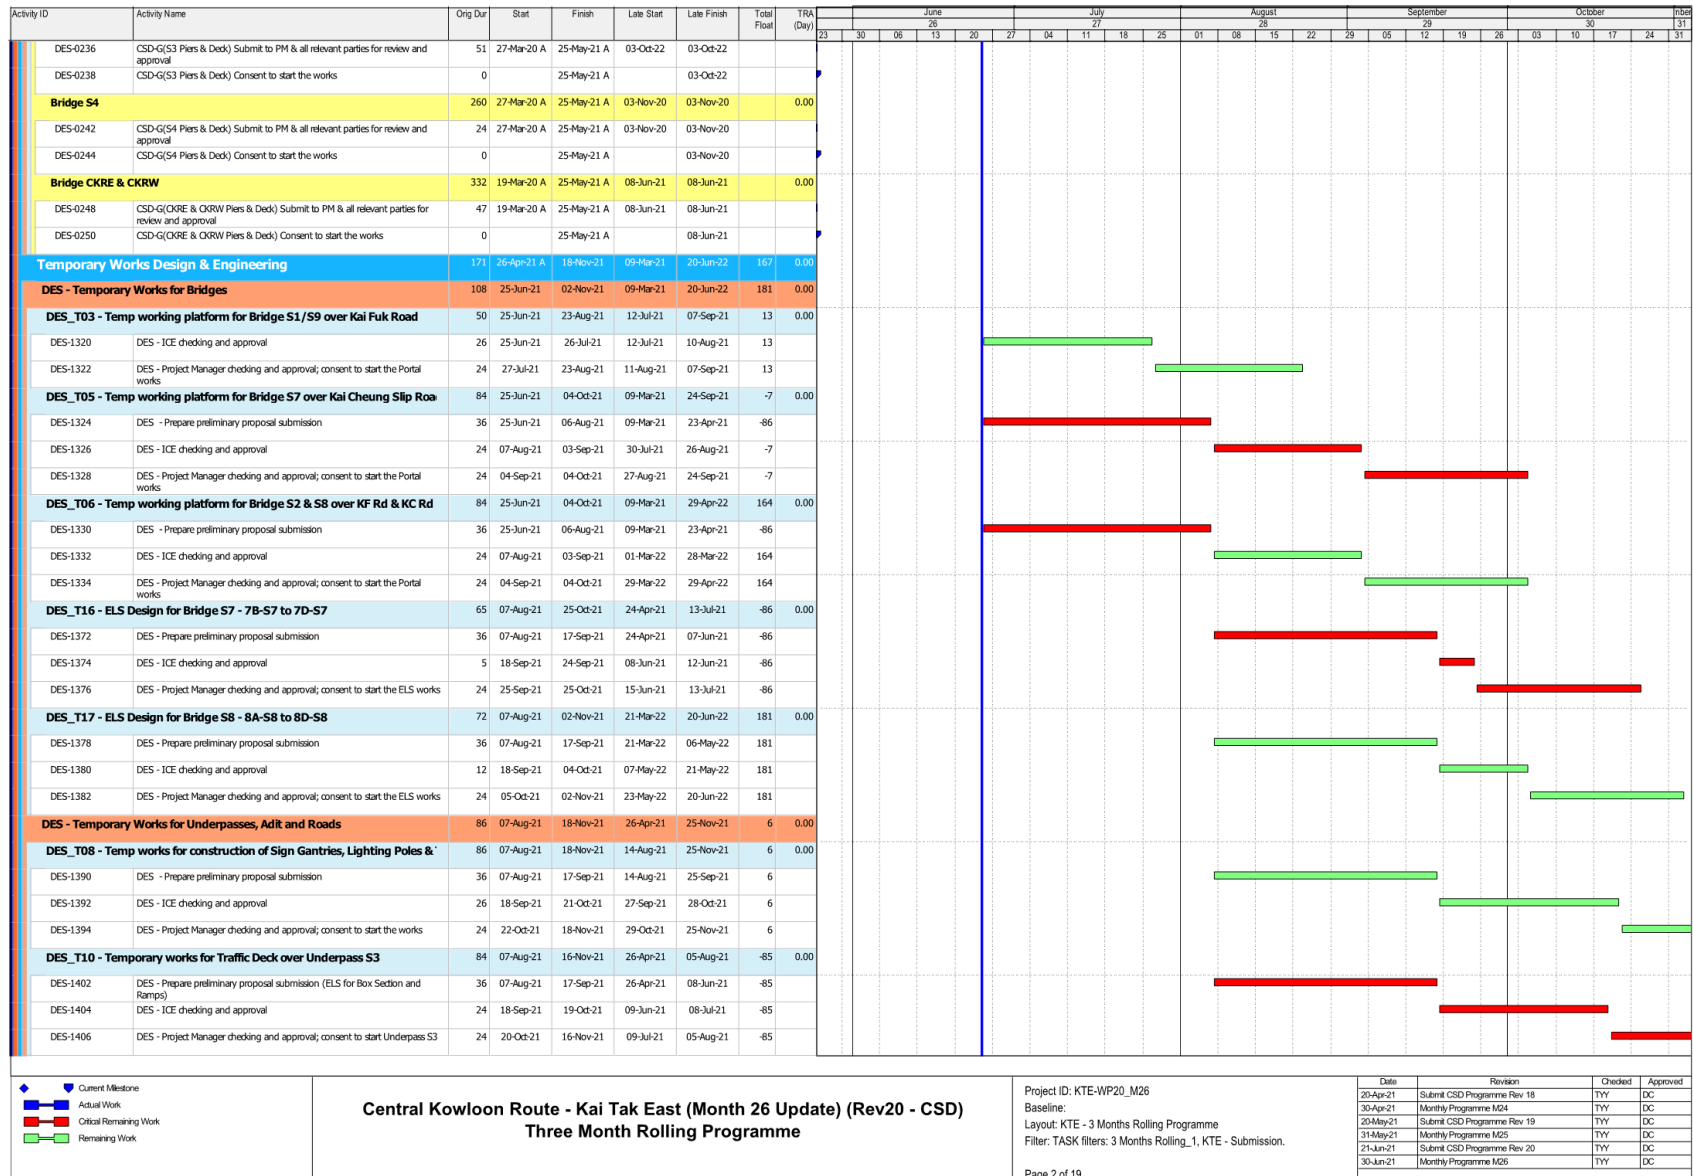 Activity ID Activity Name Orig Dur Start Finish Late Start Late Finish Total Float TRA (Day)
June July August September October
26 27 28 29 30 31
23 30 06 13 20 27 04 11 18 25 01 08 15 22 29 05 12 19 26 03 10 17 24 31
DES-0236 CSD-G(S3 Piers & Deck) Submit to PM & all relevant parties for review and approval 51 27-Mar-20 A 25-May-21 A 03-Oct-22 03-Oct-22
DES-0238 CSD-G(S3 Piers & Deck) Consent to start the works 0 25-May-21 A 03-Oct-22
Bridge S4 260 27-Mar-20 A 25-May-21 A 03-Nov-20 03-Nov-20 0.00
DES-0242 CSD-G(S4 Piers & Deck) Submit to PM & all relevant parties for review and approval 24 27-Mar-20 A 25-May-21 A 03-Nov-20 03-Nov-20
DES-0244 CSD-G(S4 Piers & Deck) Consent to start the works 0 25-May-21 A 03-Nov-20
Bridge CKRE & CKRW 332 19-Mar-20 A 25-May-21 A 08-Jun-21 08-Jun-21 0.00
DES-0248 CSD-G(CKRE & CKRW Piers & Deck) Submit to PM & all relevant parties for review and approval 47 19-Mar-20 A 25-May-21 A 08-Jun-21 08-Jun-21
DES-0250 CSD-G(CKRE & CKRW Piers & Deck) Consent to start the works 0 25-May-21 A 08-Jun-21
Temporary Works Design & Engineering 171 26-Apr-21 A 18-Nov-21 09-Mar-21 20-Jun-22 167 0.00
DES - Temporary Works for Bridges 108 25-Jun-21 02-Nov-21 09-Mar-21 20-Jun-22 181 0.00
DES_T03 - Temp working platform for Bridge S1/S9 over Kai Fuk Road 50 25-Jun-21 23-Aug-21 12-Jul-21 07-Sep-21 13 0.00
DES-1320 DES - ICE checking and approval 26 25-Jun-21 26-Jul-21 12-Jul-21 10-Aug-21 13
DES-1322 DES - Project Manager checking and approval; consent to start the Portal works 24 27-Jul-21 23-Aug-21 11-Aug-21 07-Sep-21 13
DES_T05 - Temp working platform for Bridge S7 over Kai Cheung Slip Roa 84 25-Jun-21 04-Oct-21 09-Mar-21 24-Sep-21 -7 0.00
DES-1324 DES - Prepare preliminary proposal submission 36 25-Jun-21 06-Aug-21 09-Mar-21 23-Apr-21 -86
DES-1326 DES - ICE checking and approval 24 07-Aug-21 03-Sep-21 30-Jul-21 26-Aug-21 -7
DES-1328 DES - Project Manager checking and approval; consent to start the Portal works 24 04-Sep-21 04-Oct-21 27-Aug-21 24-Sep-21 -7
DES_T06 - Temp working platform for Bridge S2 & S8 over KF Rd & KC Rd 84 25-Jun-21 04-Oct-21 09-Mar-21 29-Apr-22 164 0.00
DES-1330 DES - Prepare preliminary proposal submission 36 25-Jun-21 06-Aug-21 09-Mar-21 23-Apr-21 -86
DES-1332 DES - ICE checking and approval 24 07-Aug-21 03-Sep-21 01-Mar-22 28-Mar-22 164
DES-1334 DES - Project Manager checking and approval; consent to start the Portal works 24 04-Sep-21 04-Oct-21 29-Mar-22 29-Apr-22 164
DES_T16 - ELS Design for Bridge S7 - 7B-S7 to 7D-S7 65 07-Aug-21 25-Oct-21 24-Apr-21 13-Jul-21 -86 0.00
DES-1372 DES - Prepare preliminary proposal submission 36 07-Aug-21 17-Sep-21 24-Apr-21 07-Jun-21 -86
DES-1374 DES - ICE checking and approval 5 18-Sep-21 24-Sep-21 08-Jun-21 12-Jun-21 -86
DES-1376 DES - Project Manager checking and approval; consent to start the ELS works 24 25-Sep-21 25-Oct-21 15-Jun-21 13-Jul-21 -86
DES_T17 - ELS Design for Bridge S8 - 8A-S8 to 8D-S8 72 07-Aug-21 02-Nov-21 21-Mar-22 20-Jun-22 181 0.00
DES-1378 DES - Prepare preliminary proposal submission 36 07-Aug-21 17-Sep-21 21-Mar-22 06-May-22 181
DES-1380 DES - ICE checking and approval 12 18-Sep-21 04-Oct-21 07-May-22 21-May-22 181
DES-1382 DES - Project Manager checking and approval; consent to start the ELS works 24 05-Oct-21 02-Nov-21 23-May-22 20-Jun-22 181
DES - Temporary Works for Underpasses, Adit and Roads 86 07-Aug-21 18-Nov-21 26-Apr-21 25-Nov-21 6 0.00
DES_T08 - Temp works for construction of Sign Gantries, Lighting Poles & 86 07-Aug-21 18-Nov-21 14-Aug-21 25-Nov-21 6 0.00
DES-1390 DES - Prepare preliminary proposal submission 36 07-Aug-21 17-Sep-21 14-Aug-21 25-Sep-21 6
DES-1392 DES - ICE checking and approval 26 18-Sep-21 21-Oct-21 27-Sep-21 28-Oct-21 6
DES-1394 DES - Project Manager checking and approval; consent to start the works 24 22-Oct-21 18-Nov-21 29-Oct-21 25-Nov-21 6
DES_T10 - Temporary works for Traffic Deck over Underpass S3 84 07-Aug-21 16-Nov-21 26-Apr-21 05-Aug-21 -85 0.00
DES-1402 DES - Prepare preliminary proposal submission (ELS for Box Section and Ramps) 36 07-Aug-21 17-Sep-21 26-Apr-21 08-Jun-21 -85
DES-1404 DES - ICE checking and approval 24 18-Sep-21 19-Oct-21 09-Jun-21 08-Jul-21 -85
DES-1406 DES - Project Manager checking and approval; consent to start Underpass S3 24 20-Oct-21 16-Nov-21 09-Jul-21 05-Aug-21 -85
Current Milestone
Actual Work
Critical Remaining Work
Remaining Work
Central Kowloon Route - Kai Tak East (Month 26 Update) (Rev20 - CSD)
Three Month Rolling Programme
Project ID: KTE-WP20_M26
Baseline:
Layout: KTE - 3 Months Rolling Programme
Filter: TASK filters: 3 Months Rolling_1, KTE - Submission.
Page 2 of 19
Date Revision Checked Approved
20-Apr-21 Submit CSD Programme Rev 18 TYY DC
30-Apr-21 Monthly Programme M24 TYY DC
20-May-21 Submit CSD Programme Rev 19 TYY DC
31-May-21 Monthly Programme M25 TYY DC
21-Jun-21 Submit CSD Programme Rev 20 TYY DC
30-Jun-21 Monthly Programme M26 TYY DC